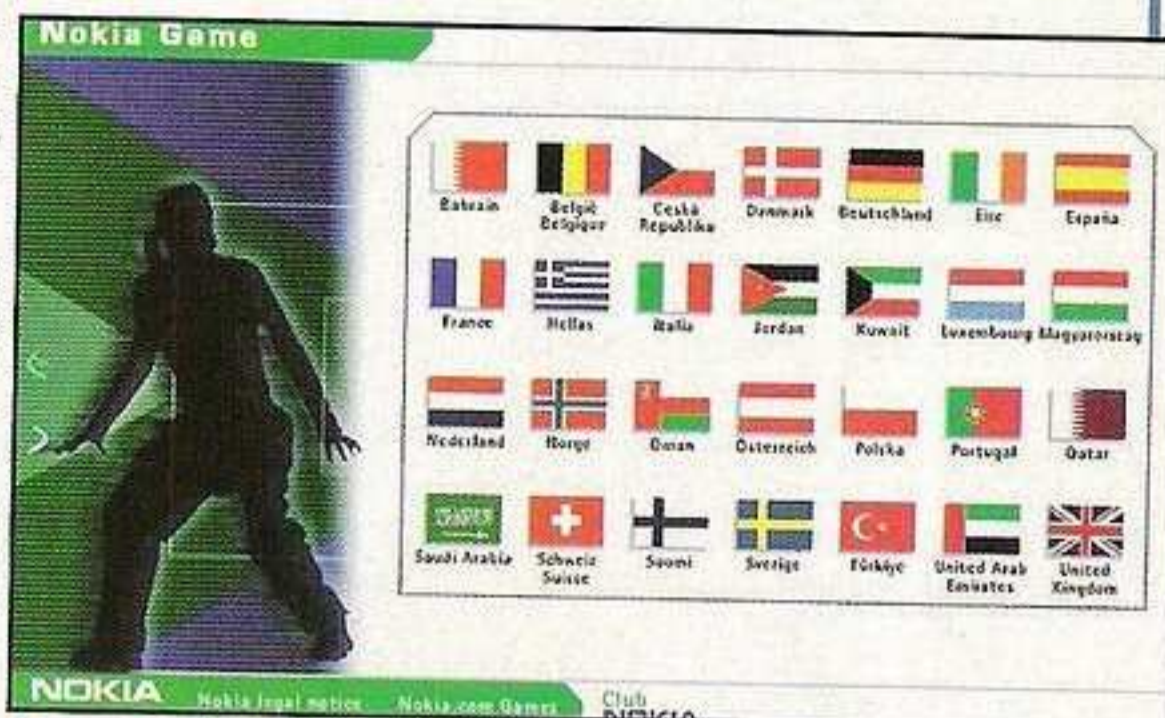 Nokia Game
Bahrain
België
Belgique
Česká
Republika
Danmark
Deutschland
Eire
España
France
Hellas
Italia
Jordan
Kuwait
Luxembourg
Magyarország
Nederland
Norge
Oman
Österreich
Polska
Portugal
Qatar
Saudi Arabia
Schweiz
Suisse
Suomi
Sverige
Türkiye
United Arab
Emirates
United
Kingdom
NOKIA
Nokia legal notice
Nokia.com Games
Club